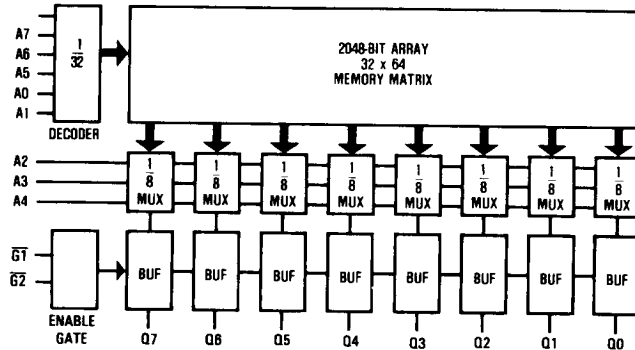 A7
A6
A5
A0
A1
1/32
DECODER
2048-BIT ARRAY
32 x 64
MEMORY MATRIX
A2
A3
A4
1/8 MUX
1/8 MUX
1/8 MUX
1/8 MUX
1/8 MUX
1/8 MUX
1/8 MUX
1/8 MUX
G1
G2
ENABLE
GATE
BUF BUF BUF BUF BUF BUF BUF BUF
Q7 Q6 Q5 Q4 Q3 Q2 Q1 Q0